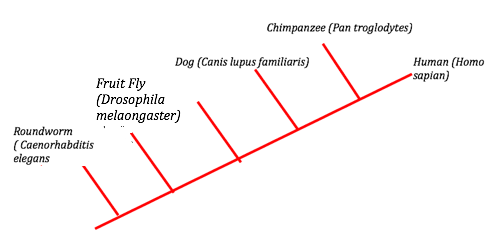 Chimpanzee (Pan troglodytes)
Dog (Canis lupus familiaris)
Human (Homo
sapian)
Fruit Fly
(Drosophila
melaongaster)
Roundworm
( Caenorhabditis
elegans